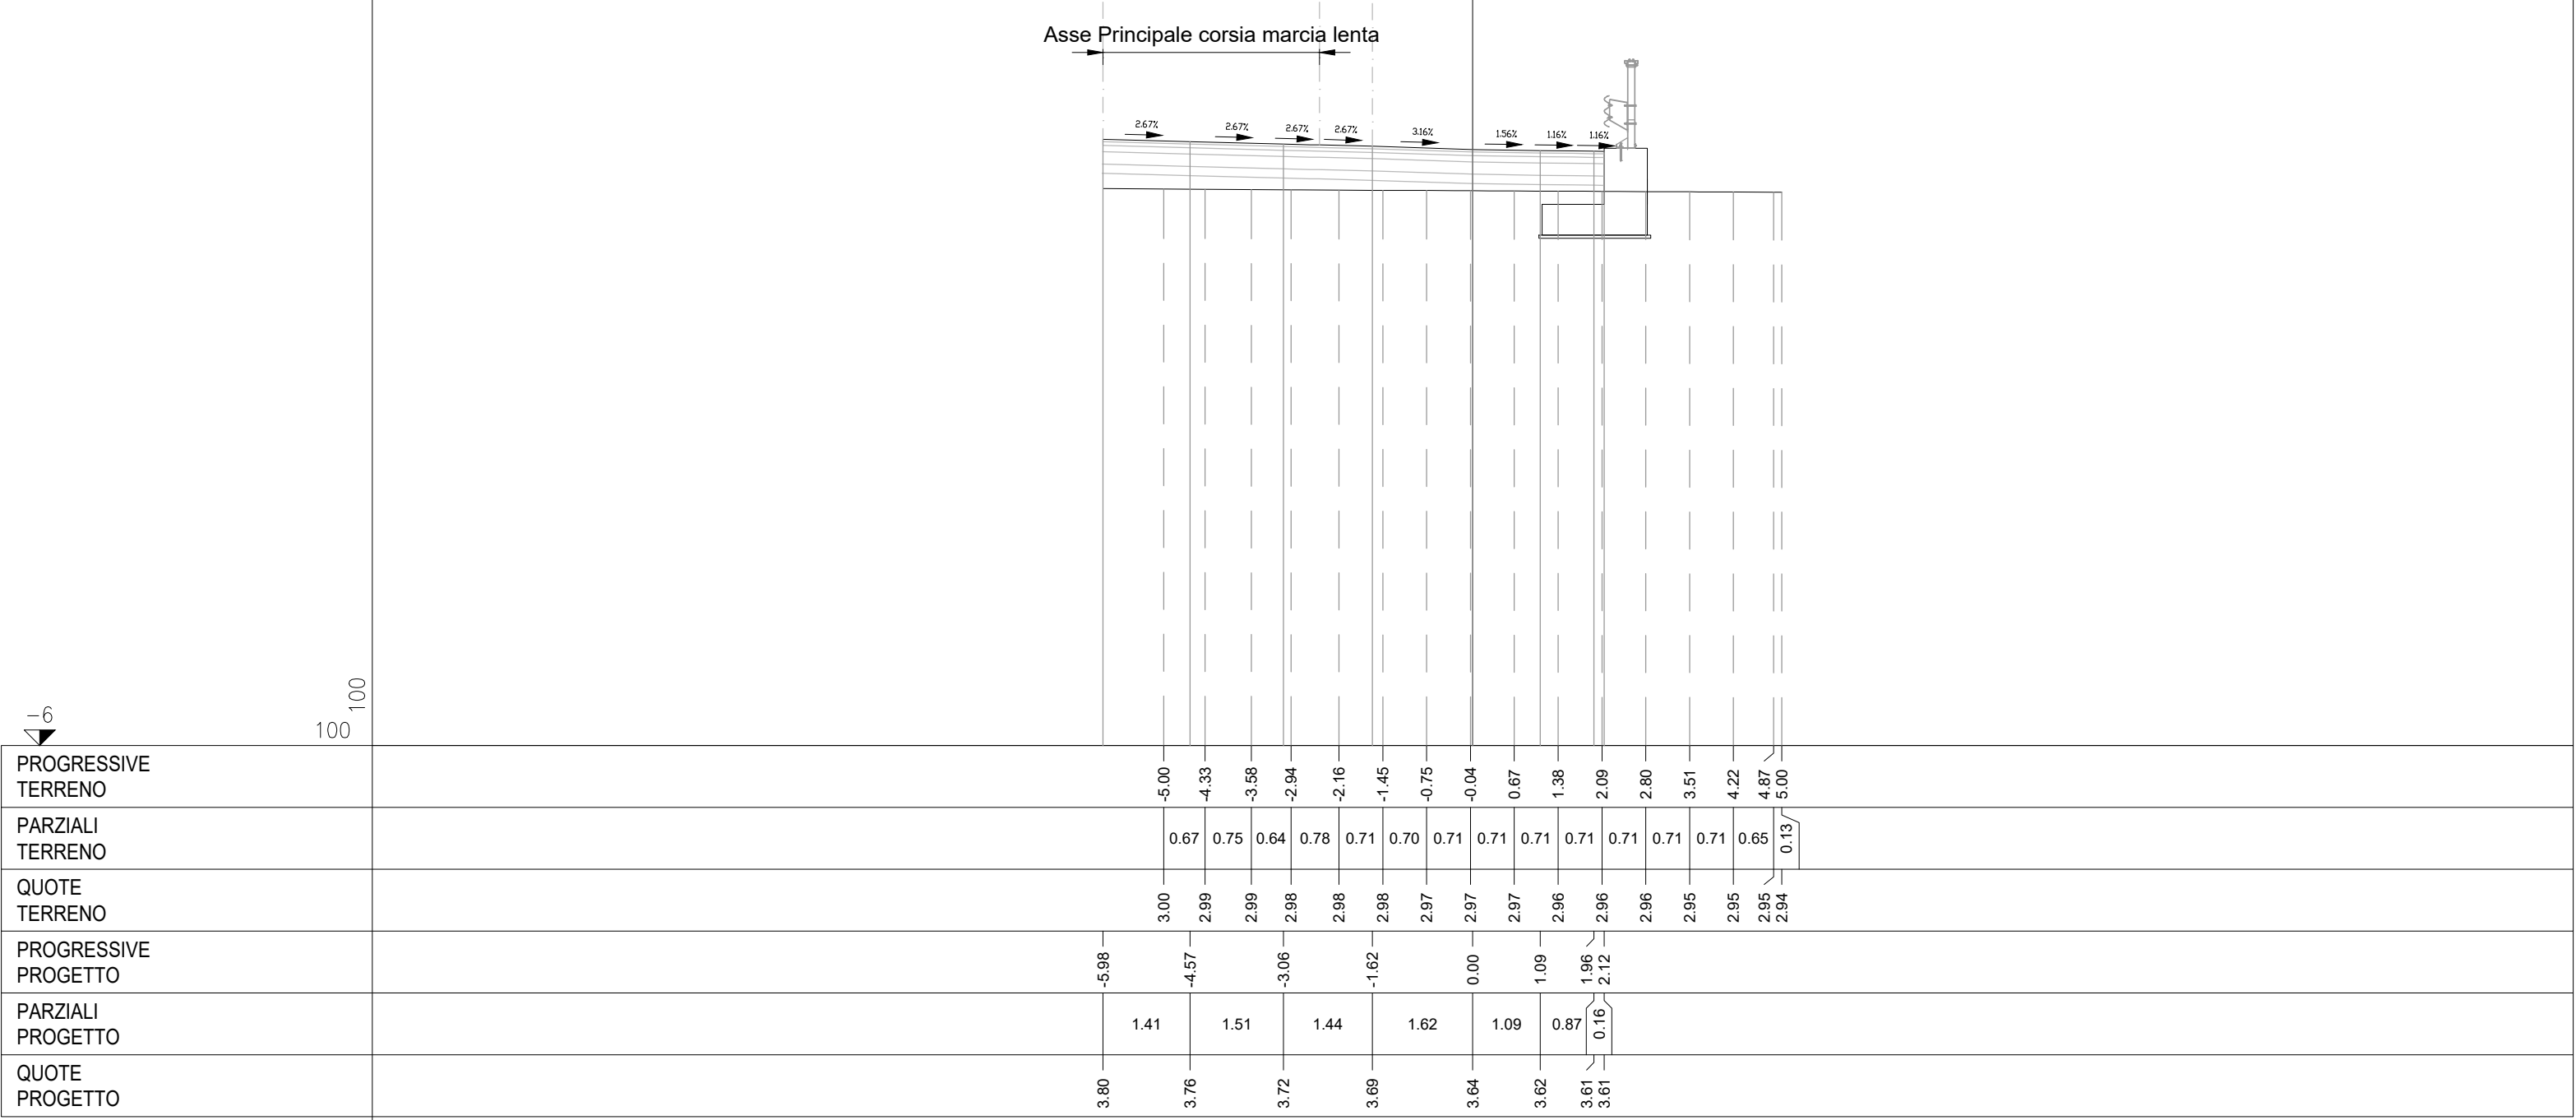 Asse Principale corsia marcia lenta
2.67% 2.67% 2.67% 2.67% 3.16% 1.56% 1.16% 1.16%
100
-6
100
PROGRESSIVE
TERRENO
-5.00 -4.33 -3.58 -2.94 -2.16 -1.45 -0.75 -0.04 0.67 1.38 2.09 2.80 3.51 4.22 4.87 5.00
PARZIALI
TERRENO
0.67 0.75 0.64 0.78 0.71 0.70 0.71 0.71 0.71 0.71 0.71 0.71 0.71 0.65 0.13
QUOTE
TERRENO
3.00 2.99 2.99 2.98 2.98 2.98 2.97 2.97 2.97 2.96 2.96 2.96 2.95 2.95 2.95 2.94
PROGRESSIVE
PROGETTO
-5.98 -4.57 -3.06 -1.62 0.00 1.09 1.96 2.12
PARZIALI
PROGETTO
1.41 1.51 1.44 1.62 1.09 0.87 0.16
QUOTE
PROGETTO
3.80 3.76 3.72 3.69 3.64 3.62 3.61 3.61